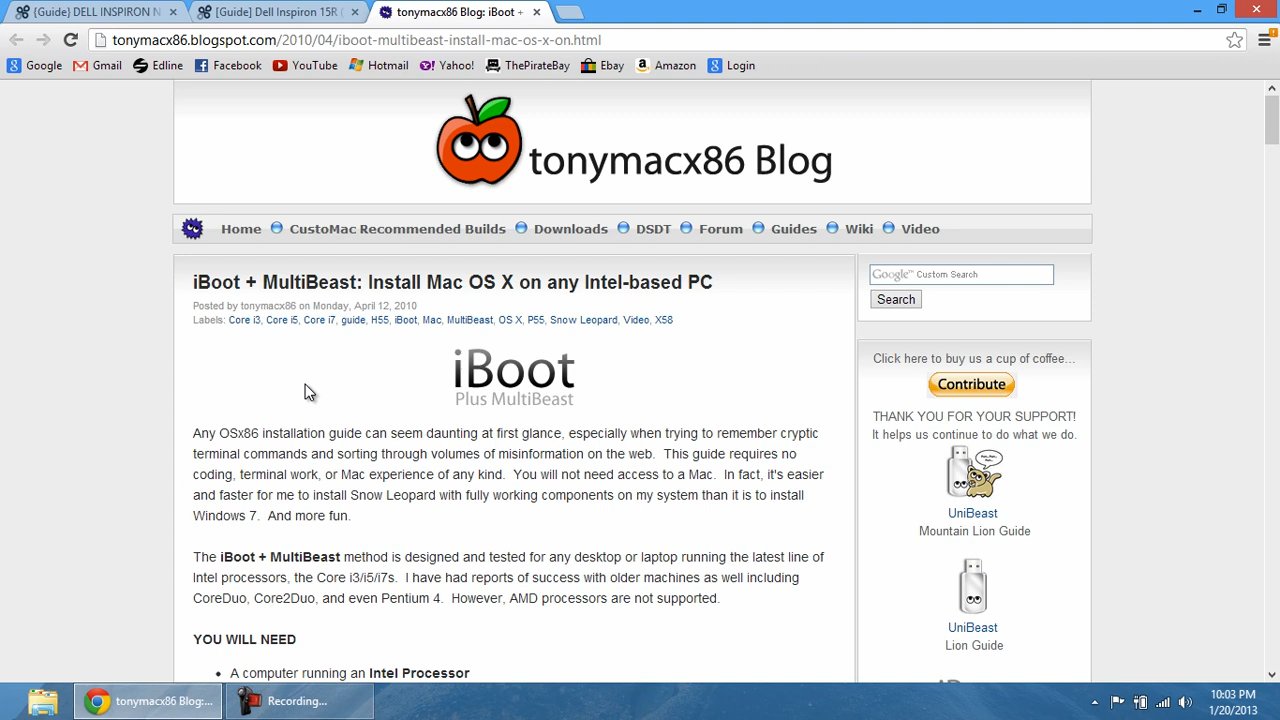 {Guide} DELL INSPIRON N
[Guide] Dell Inspiron 15R (
tonymacx86 Blog: iBoot +
tonymacx86.blogspot.com/2010/04/iboot-multibeast-install-mac-os-x-on.html
Google Gmail Edline Facebook YouTube Hotmail Yahoo! ThePirateBay Ebay Amazon Login
tonymacx86 Blog
Home CustoMac Recommended Builds Downloads DSDT Forum Guides Wiki Video
iBoot + MultiBeast: Install Mac OS X on any Intel-based PC
Posted by tonymacx86 on Monday, April 12, 2010
Labels: Core i3, Core i5, Core i7, guide, H55, iBoot, Mac, MultiBeast, OS X, P55, Snow Leopard, Video, X58
iBoot
Plus MultiBeast
Any OSx86 installation guide can seem daunting at first glance, especially when trying to remember cryptic
terminal commands and sorting through volumes of misinformation on the web.  This guide requires no
coding, terminal work, or Mac experience of any kind.  You will not need access to a Mac.  In fact, it's easier
and faster for me to install Snow Leopard with fully working components on my system than it is to install
Windows 7.  And more fun.
The iBoot + MultiBeast method is designed and tested for any desktop or laptop running the latest line of
Intel processors, the Core i3/i5/i7s.  I have had reports of success with older machines as well including
CoreDuo, Core2Duo, and even Pentium 4.  However, AMD processors are not supported.
YOU WILL NEED
• A computer running an Intel Processor
Google™ Custom Search
Search
Click here to buy us a cup of coffee...
Contribute
THANK YOU FOR YOUR SUPPORT!
It helps us continue to do what we do.
UniBeast
Mountain Lion Guide
UniBeast
Lion Guide
tonymacx86 Blog:...
Recording...
10:03 PM
1/20/2013